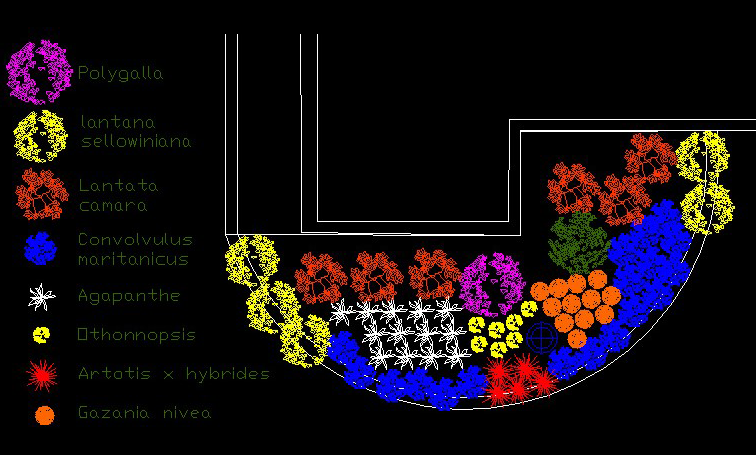 Polygalla
lantana
sellowiniana
Lantata
camara
Convolvulus
maritanicus
Agapanthe
Othonnopsis
Artotis x hybrides
Gazania nivea